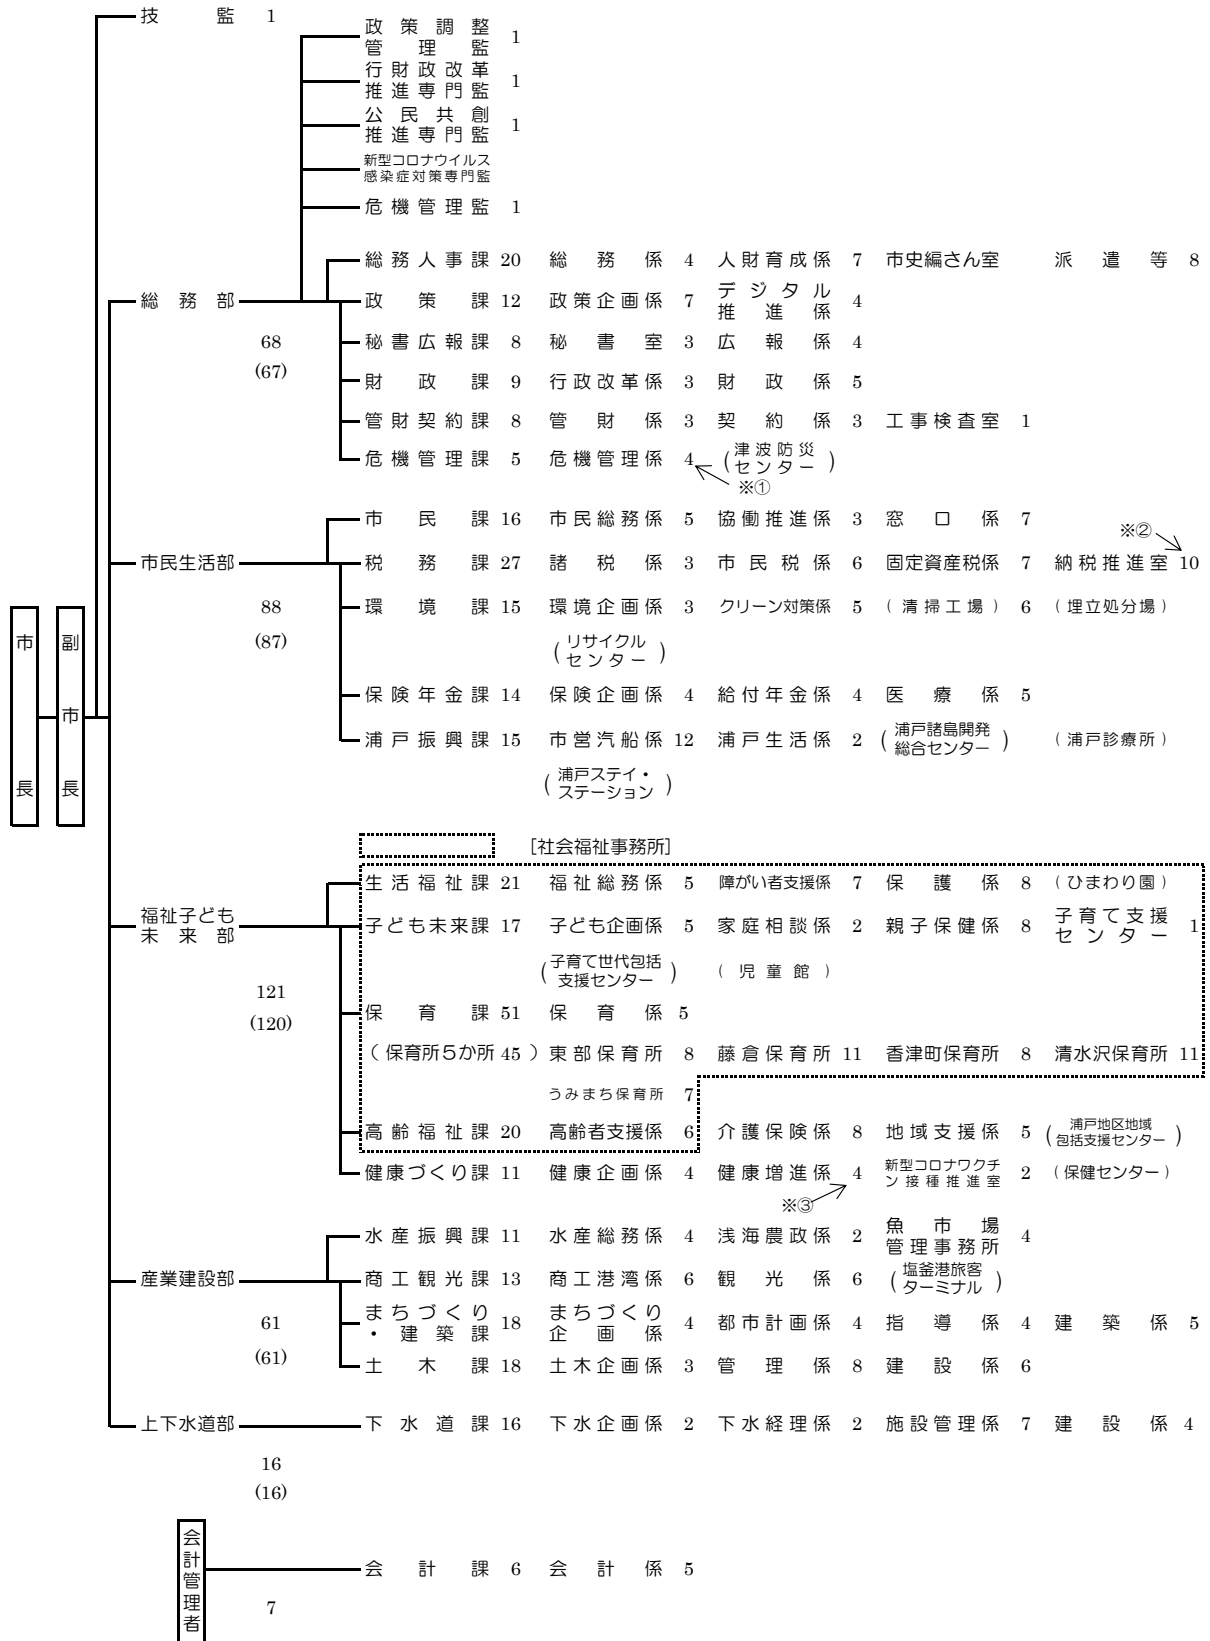 技監 1
政策調整
管理監 1
行財政改革
推進専門監 1
公民共創
推進専門監 1
新型コロナウイルス
感染症対策専門監
危機管理監 1
総務人事課 20 総務係 4 人財育成係 7 市史編さん室 派遣等 8
総務部
68
(67)
政策課 12 政策企画係 7 デジタル
推進係 4
秘書広報課 8 秘書室 3 広報係 4
財政課 9 行政改革係 3 財政係 5
管財契約課 8 管財係 3 契約係 3 工事検査室 1
危機管理課 5 危機管理係 4 (津波防災
センター)
※①
市民課 16 市民総務係 5 協働推進係 3 窓口係 7
※②
市民生活部
88
(87)
税務課 27 諸税係 3 市民税係 6 固定資産税係 7 納税推進室 10
環境課 15 環境企画係 3 クリーン対策係 5 (清掃工場) 6 (埋立処分場)
(リサイクル
センター)
市長
副市長
保険年金課 14 保険企画係 4 給付年金係 4 医療係 5
浦戸振興課 15 市営汽船係 12 浦戸生活係 2 (浦戸諸島開発
総合センター) (浦戸診療所)
(浦戸ステイ・
ステーション)
[社会福祉事務所]
生活福祉課 21 福祉総務係 5 障がい者支援係 7 保護係 8 (ひまわり園)
福祉子ども
未来部
121
(120)
子ども未来課 17 子ども企画係 5 家庭相談係 2 親子保健係 8 子育て支援
センター 1
(子育て世代包括
支援センター) (児童館)
保育課 51 保育係 5
(保育所5か所 45) 東部保育所 8 藤倉保育所 11 香津町保育所 8 清水沢保育所 11
うみまち保育所 7
高齢福祉課 20 高齢者支援係 6 介護保険係 8 地域支援係 5 (浦戸地区地域
包括支援センター)
健康づくり課 11 健康企画係 4 健康増進係 4 新型コロナワクチ
ン接種推進室 2 (保健センター)
※③
水産振興課 11 水産総務係 4 浅海農政係 2 魚市場
管理事務所 4
産業建設部
61
(61)
商工観光課 13 商工港湾係 6 観光係 6 (塩釜港旅客
ターミナル)
まちづくり
・建築課 18 まちづくり
企画係 4 都市計画係 4 指導係 4 建築係 5
土木課 18 土木企画係 3 管理係 8 建設係 6
上下水道部
16
(16)
下水道課 16 下水企画係 2 下水経理係 2 施設管理係 7 建設係 4
会計管理者
7
会計課 6 会計係 5